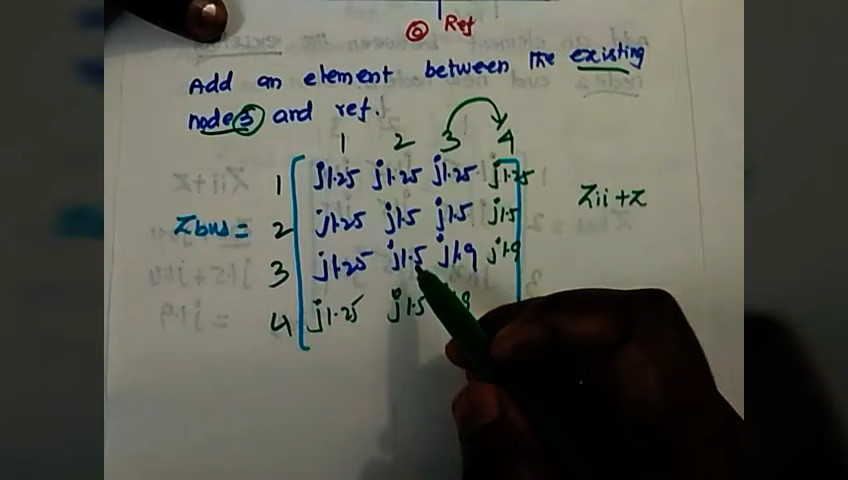 ⓪ Ref
Add an element between the existing
node 3 and ref.
1 2 3 4
1 j1.25 j1.25 j1.25 j1.25
Zii+z
Zbus = 2 j1.25 j1.5 j1.5 j1.5
3 j1.25 j1.5 j1.9 j1.9
4 j1.25 j1.5